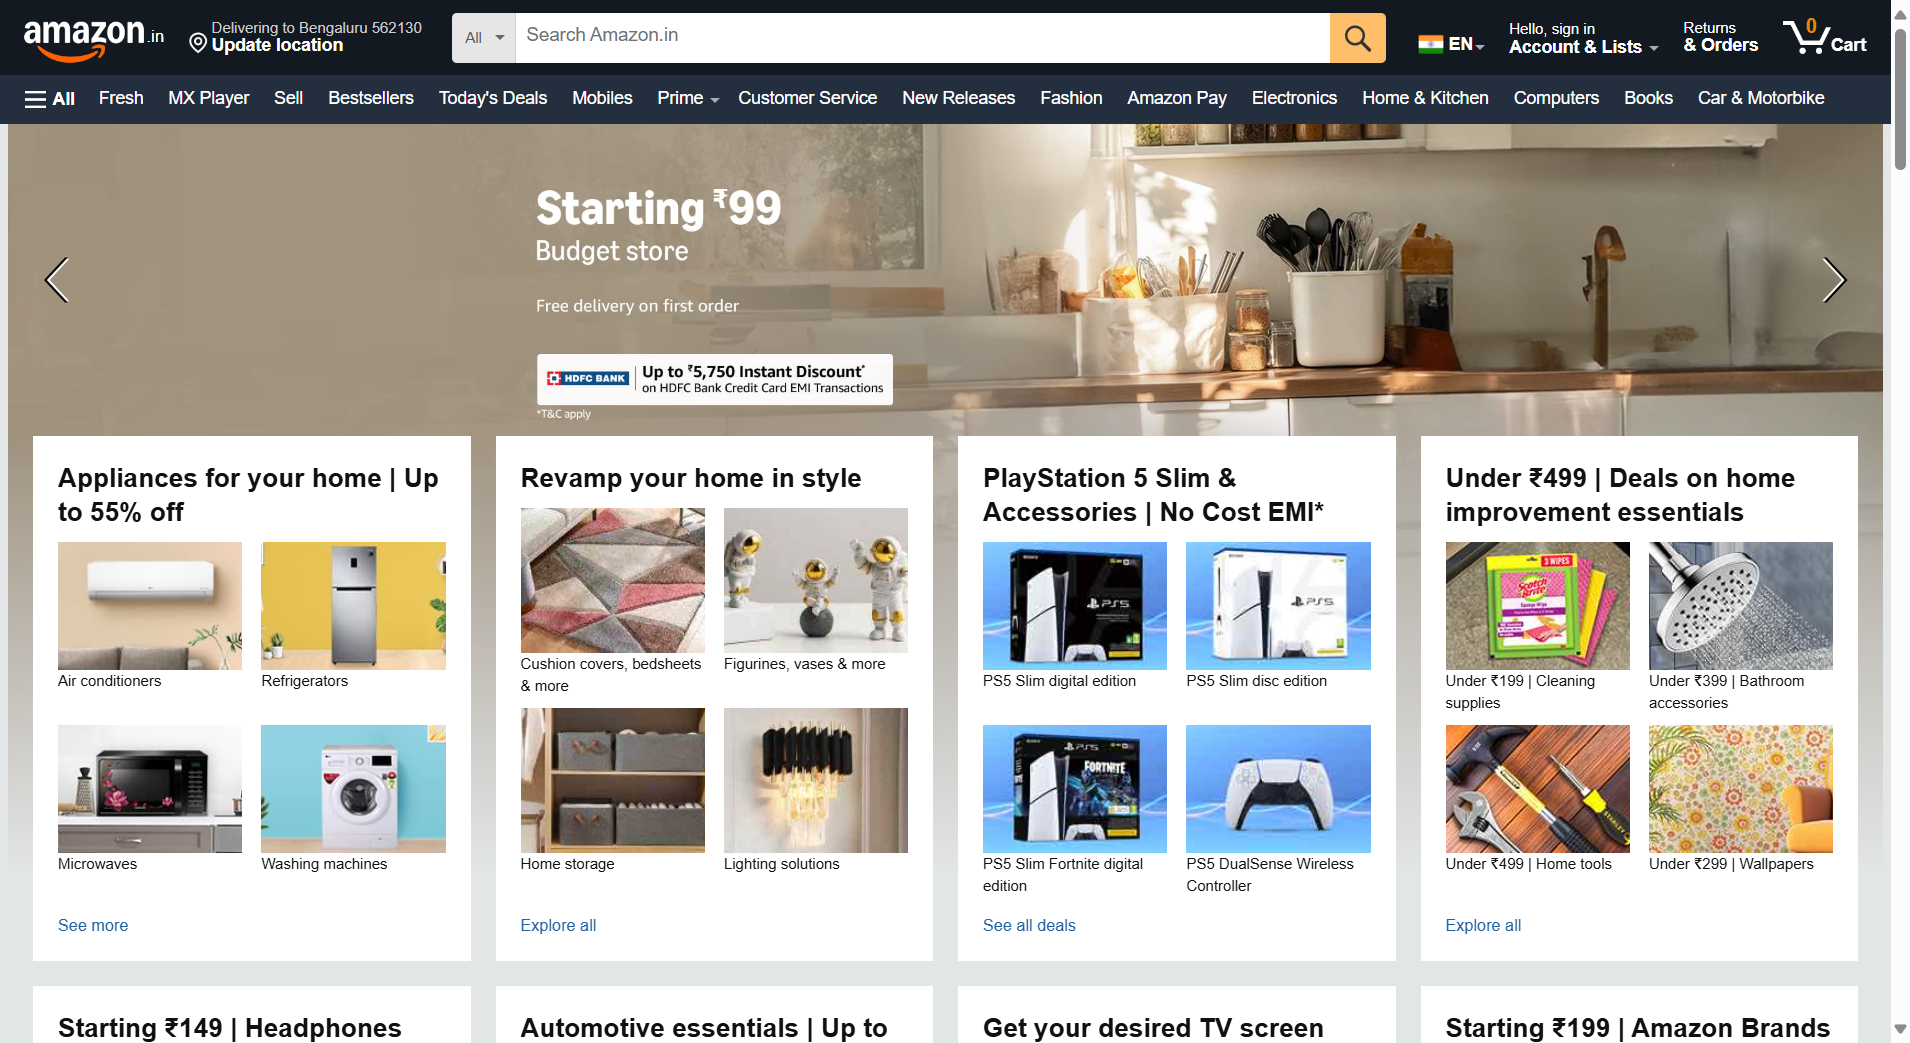 amazon.in
Delivering to Bengaluru 562130
Update location
All
Search Amazon.in
EN
Hello, sign in
Account & Lists
Returns
& Orders
0
Cart
All
Fresh
MX Player
Sell
Bestsellers
Today's Deals
Mobiles
Prime
Customer Service
New Releases
Fashion
Amazon Pay
Electronics
Home & Kitchen
Computers
Books
Car & Motorbike
Starting ₹99
Budget store
Free delivery on first order
HDFC BANK
Up to ₹5,750 Instant Discount*
on HDFC Bank Credit Card EMI Transactions
*T&C apply
Appliances for your home | Up
to 55% off
Air conditioners
Refrigerators
Microwaves
Washing machines
See more
Revamp your home in style
Cushion covers, bedsheets
& more
Figurines, vases & more
Home storage
Lighting solutions
Explore all
PlayStation 5 Slim &
Accessories | No Cost EMI*
PS5
PS5
PS5 Slim digital edition
PS5 Slim disc edition
PS5
FORTNITE
PS5 Slim Fortnite digital
edition
PS5 DualSense Wireless
Controller
See all deals
Under ₹499 | Deals on home
improvement essentials
3 WIPES
Scotch
Brite
Under ₹199 | Cleaning
supplies
Under ₹399 | Bathroom
accessories
STANLEY
Under ₹499 | Home tools
Under ₹299 | Wallpapers
Explore all
Starting ₹149 | Headphones
Automotive essentials | Up to
Get your desired TV screen
Starting ₹199 | Amazon Brands